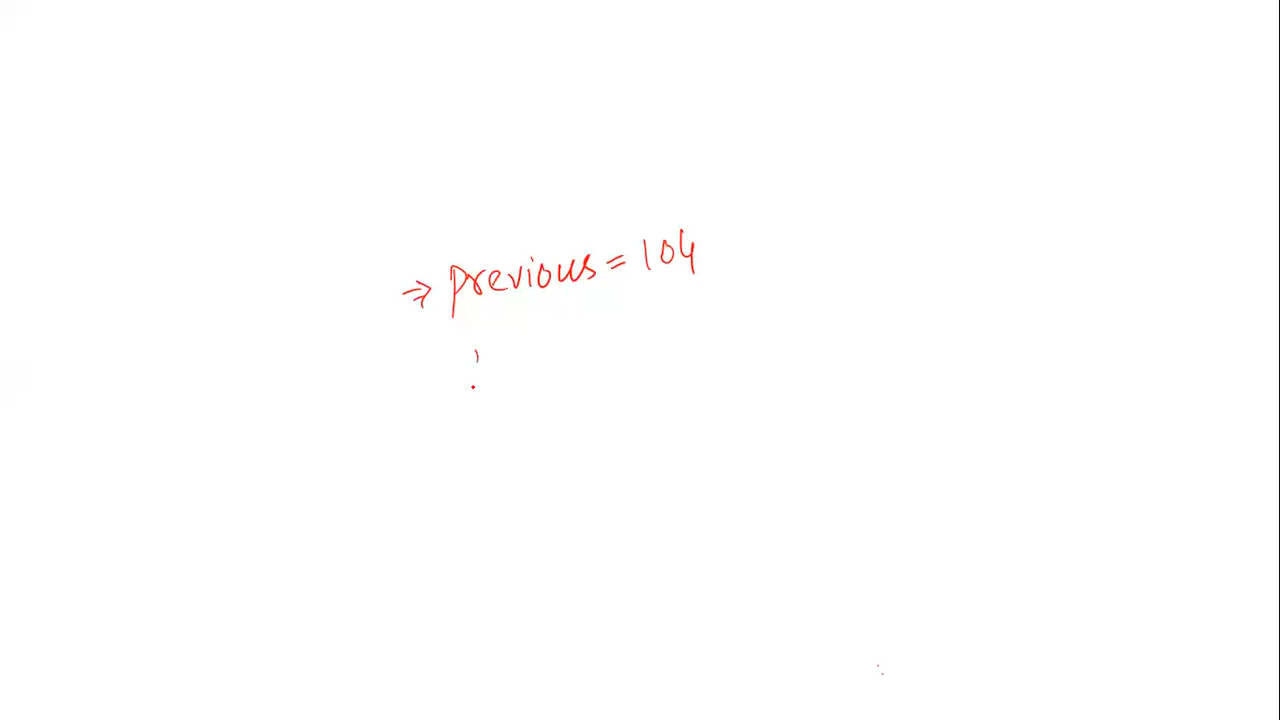 ⇒ Previous = 104